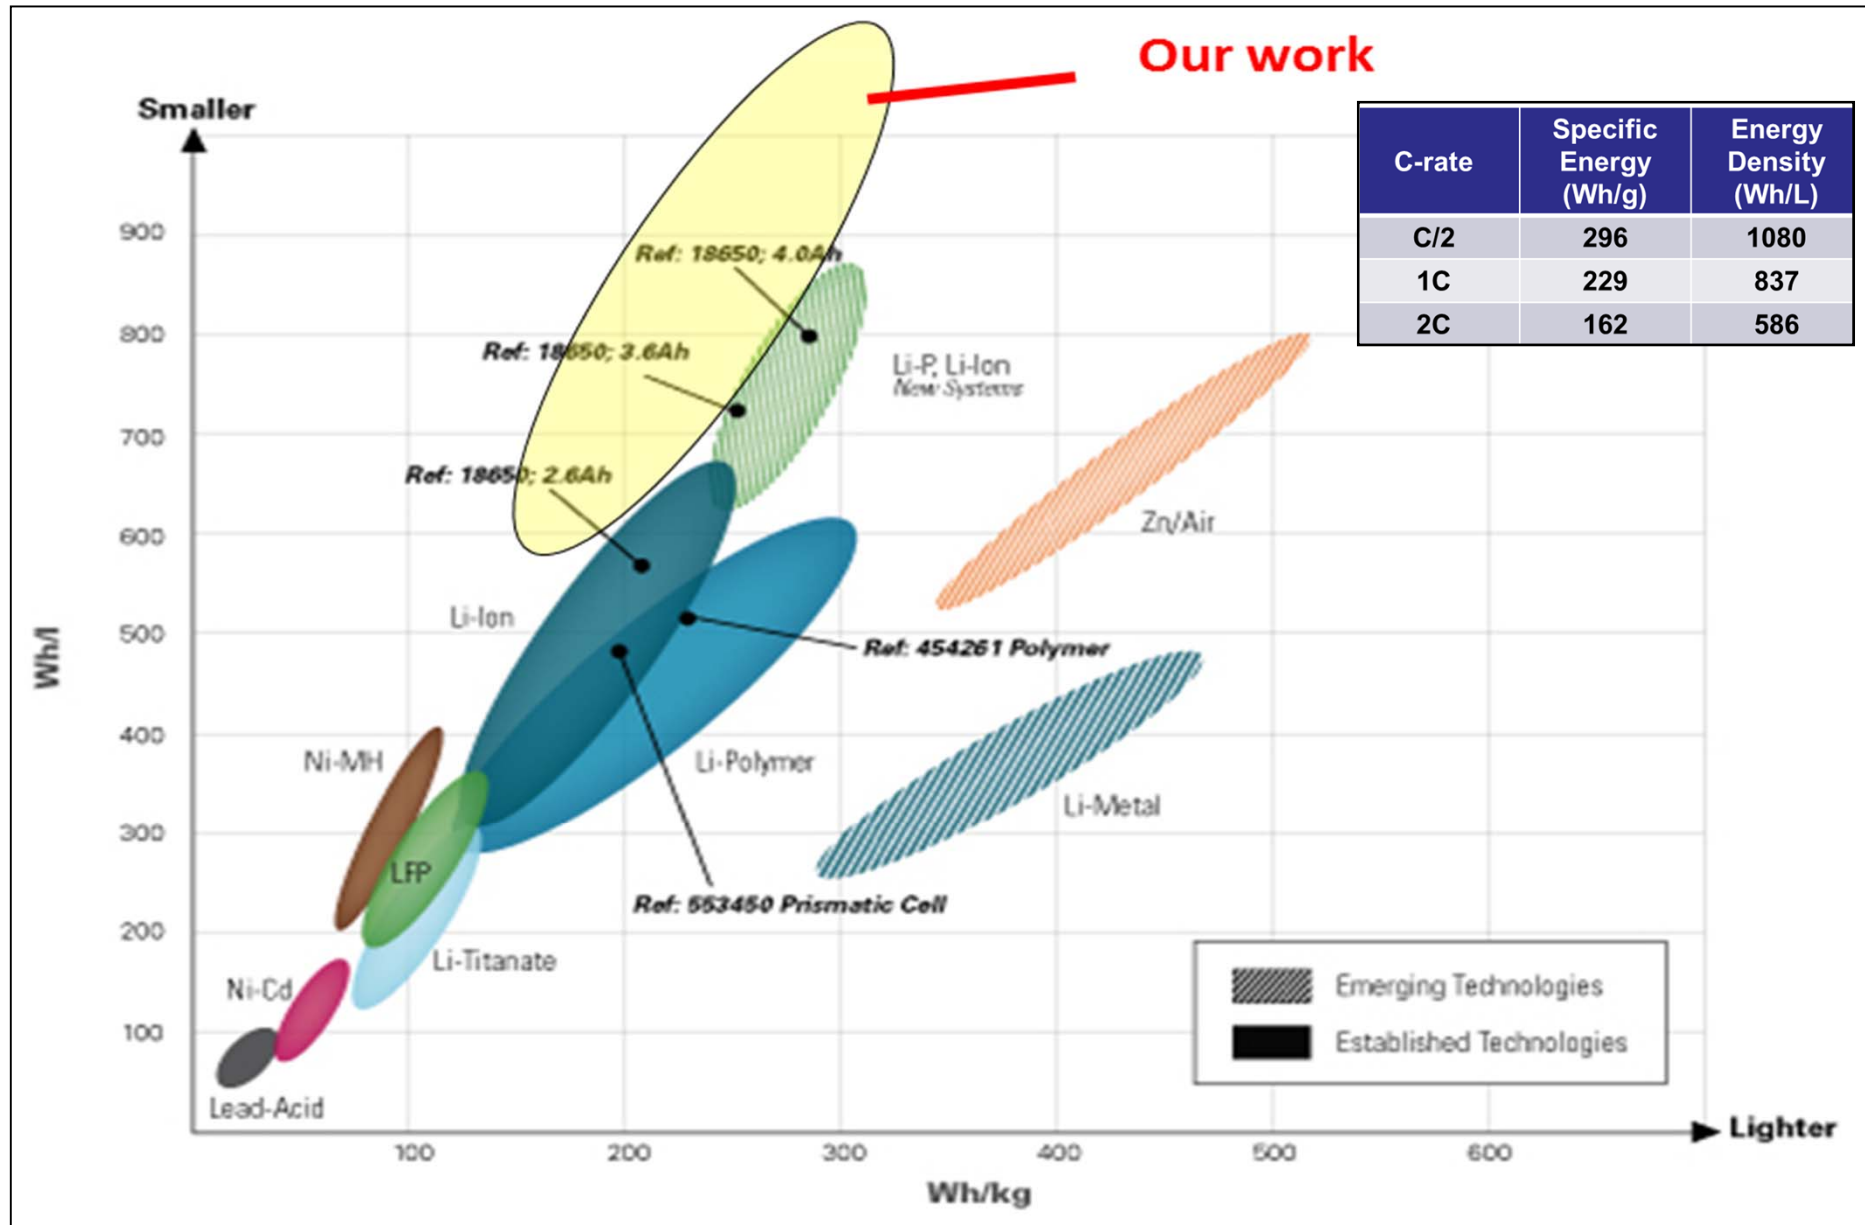 Our work
Smaller
C-rate Specific Energy (Wh/g) Energy Density (Wh/L)
C/2 296 1080
1C 229 837
2C 162 586
900
Ref: 18650; 4.0Ah
800
Ref: 18650; 3.6Ah
Li-P, Li-Ion
New Systems
700
Ref: 18650; 2.6Ah
600
Zn/Air
Li-Ion
500
Ref: 454261 Polymer
Wh/l
400
Ni-MH
Li-Polymer
Li-Metal
300
LFP
Ref: 553450 Prismatic Cell
200
Li-Titanate
Ni-Cd
Emerging Technologies
100
Established Technologies
Lead-Acid
Lighter
100 200 300 400 500 600
Wh/kg